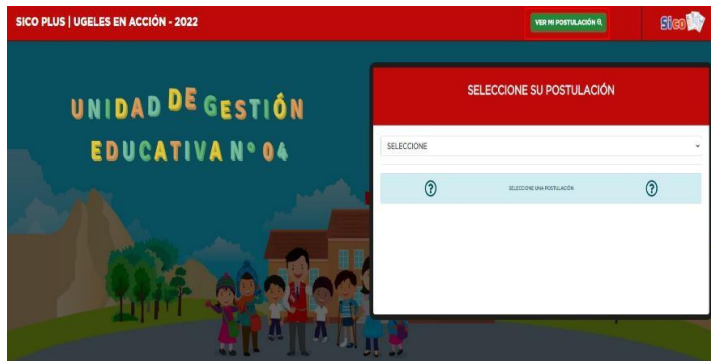 SICO PLUS | UGELES EN ACCIÓN - 2022
VER MI POSTULACIÓN
Sico
UNIDAD DE GESTIÓN
EDUCATIVA N° 04
SELECCIONE SU POSTULACIÓN
SELECCIONE
SELECCIONE UNA POSTULACIÓN